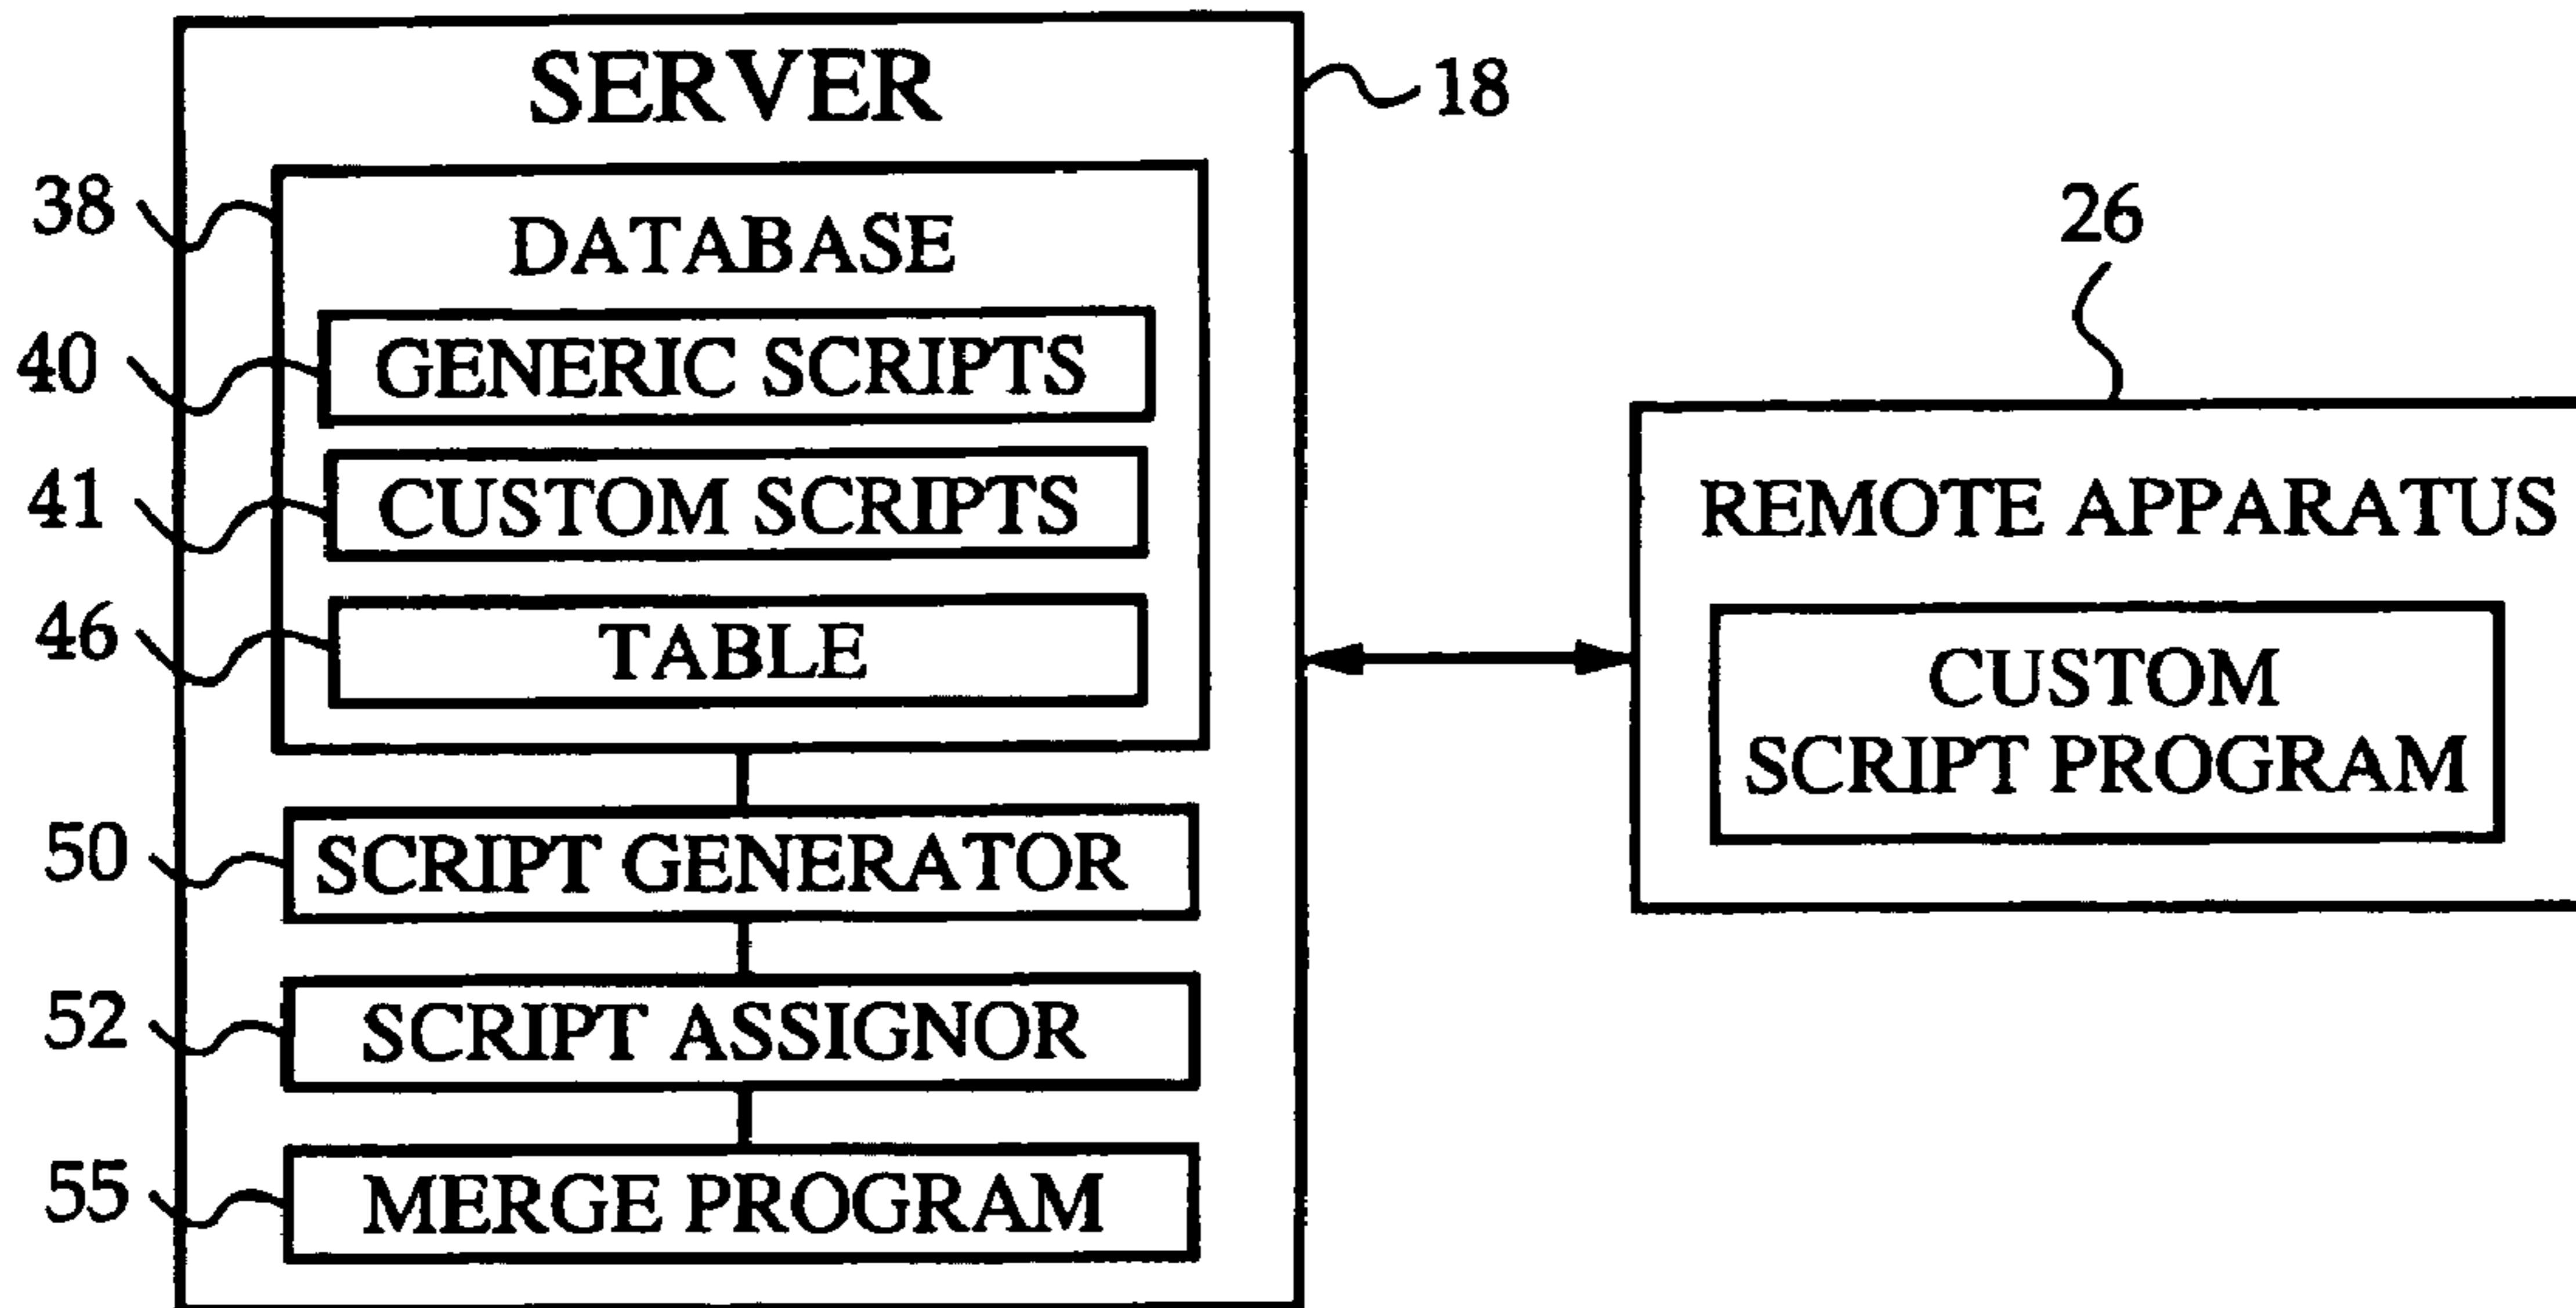 SERVER
18
38
DATABASE
40
GENERIC SCRIPTS
41
CUSTOM SCRIPTS
46
TABLE
50
SCRIPT GENERATOR
52
SCRIPT ASSIGNOR
55
MERGE PROGRAM
26
REMOTE APPARATUS
CUSTOM
SCRIPT PROGRAM